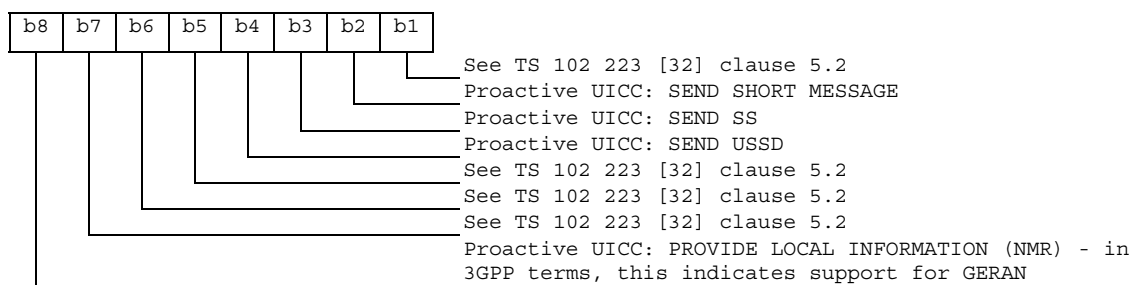 b8 b7 b6 b5 b4 b3 b2 b1
See TS 102 223 [32] clause 5.2
Proactive UICC: SEND SHORT MESSAGE
Proactive UICC: SEND SS
Proactive UICC: SEND USSD
See TS 102 223 [32] clause 5.2
See TS 102 223 [32] clause 5.2
See TS 102 223 [32] clause 5.2
Proactive UICC: PROVIDE LOCAL INFORMATION (NMR) - in
3GPP terms, this indicates support for GERAN